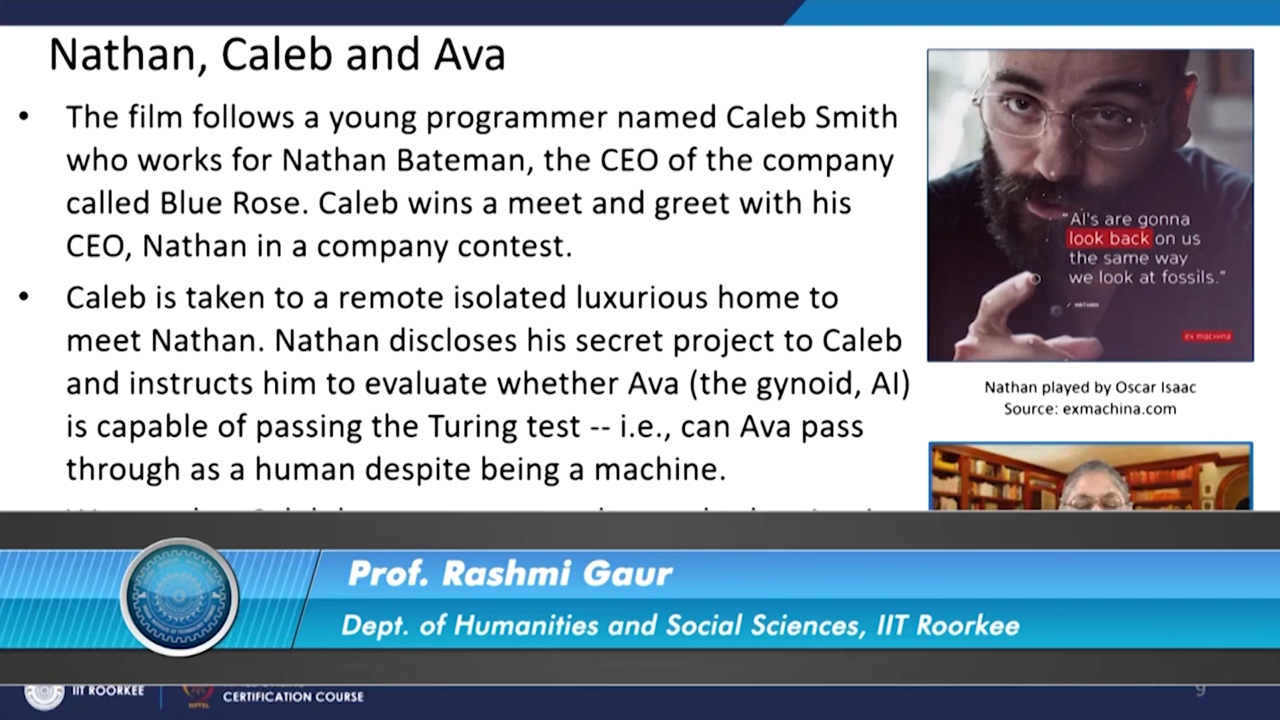 Nathan, Caleb and Ava
• The film follows a young programmer named Caleb Smith
who works for Nathan Bateman, the CEO of the company
called Blue Rose. Caleb wins a meet and greet with his
CEO, Nathan in a company contest.
• Caleb is taken to a remote isolated luxurious home to
meet Nathan. Nathan discloses his secret project to Caleb
and instructs him to evaluate whether Ava (the gynoid, AI)
is capable of passing the Turing test -- i.e., can Ava pass
through as a human despite being a machine.
"AI's are gonna
look back on us
the same way
we look at fossils."
NATHAN
ex machina
Nathan played by Oscar Isaac
Source: exmachina.com
Prof. Rashmi Gaur
Dept. of Humanities and Social Sciences, IIT Roorkee
IIT ROORKEE
NPTEL
CERTIFICATION COURSE
9